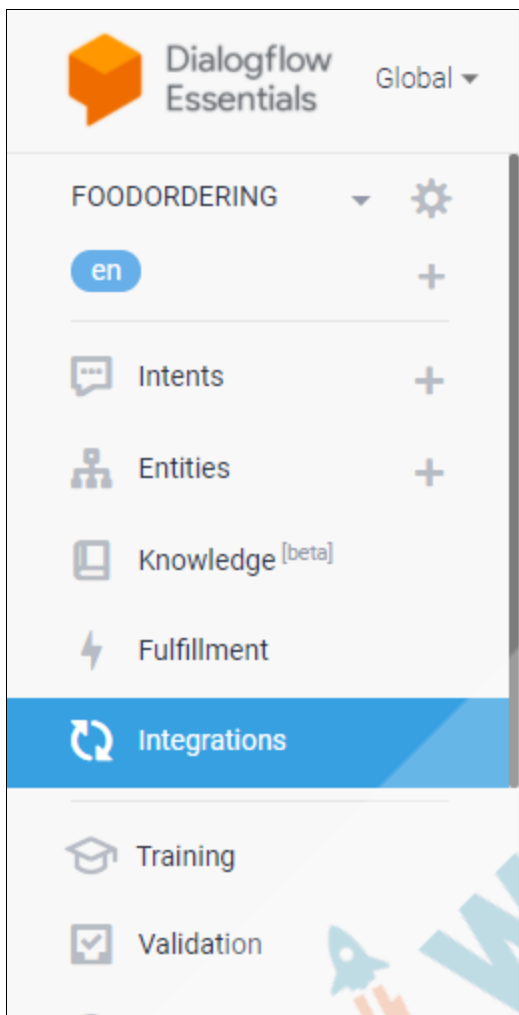 Dialogflow
Essentials
Global
FOODORDERING
en
Intents
Entities
Knowledge [beta]
Fulfillment
Integrations
Training
Validation
W